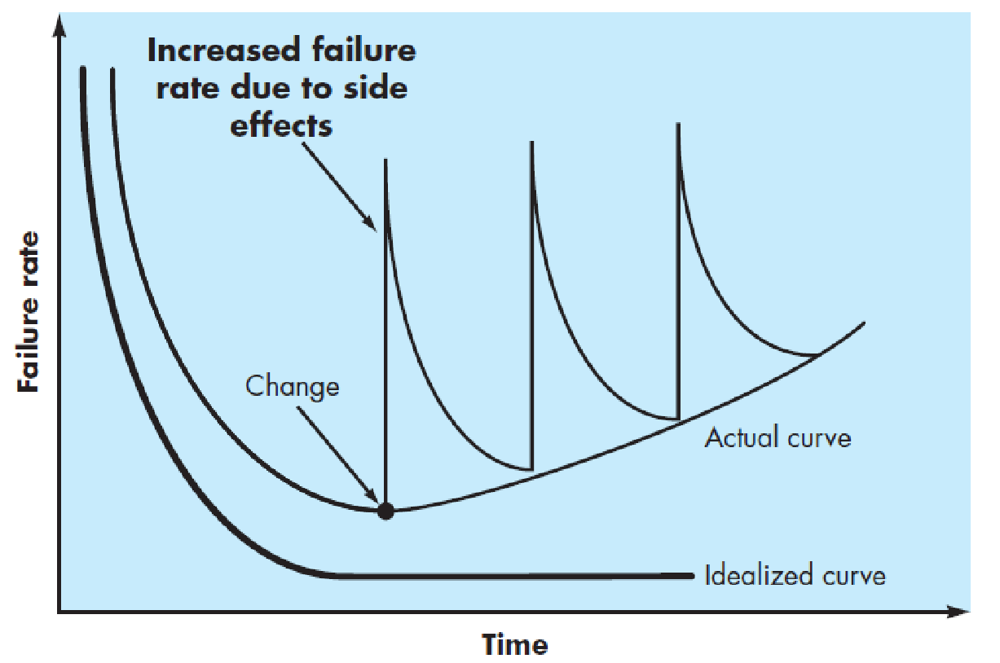 Increased failure
rate due to side
effects
Failure rate
Change
Actual curve
Idealized curve
Time